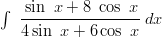 ∫ (sin x + 8 cos x)/(4 sin x + 6 cos x) dx